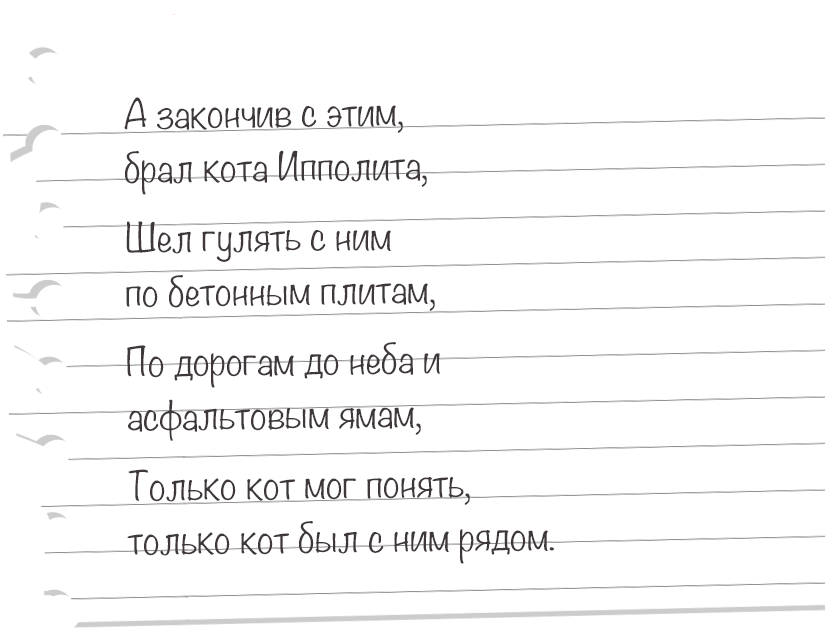 А закончив с этим,
брал кота Ипполита,
Шел гулять с ним
по бетонным плитам,
По дорогам до неба и
асфальтовым ямам,
Только кот мог понять,
только кот был с ним рядом.